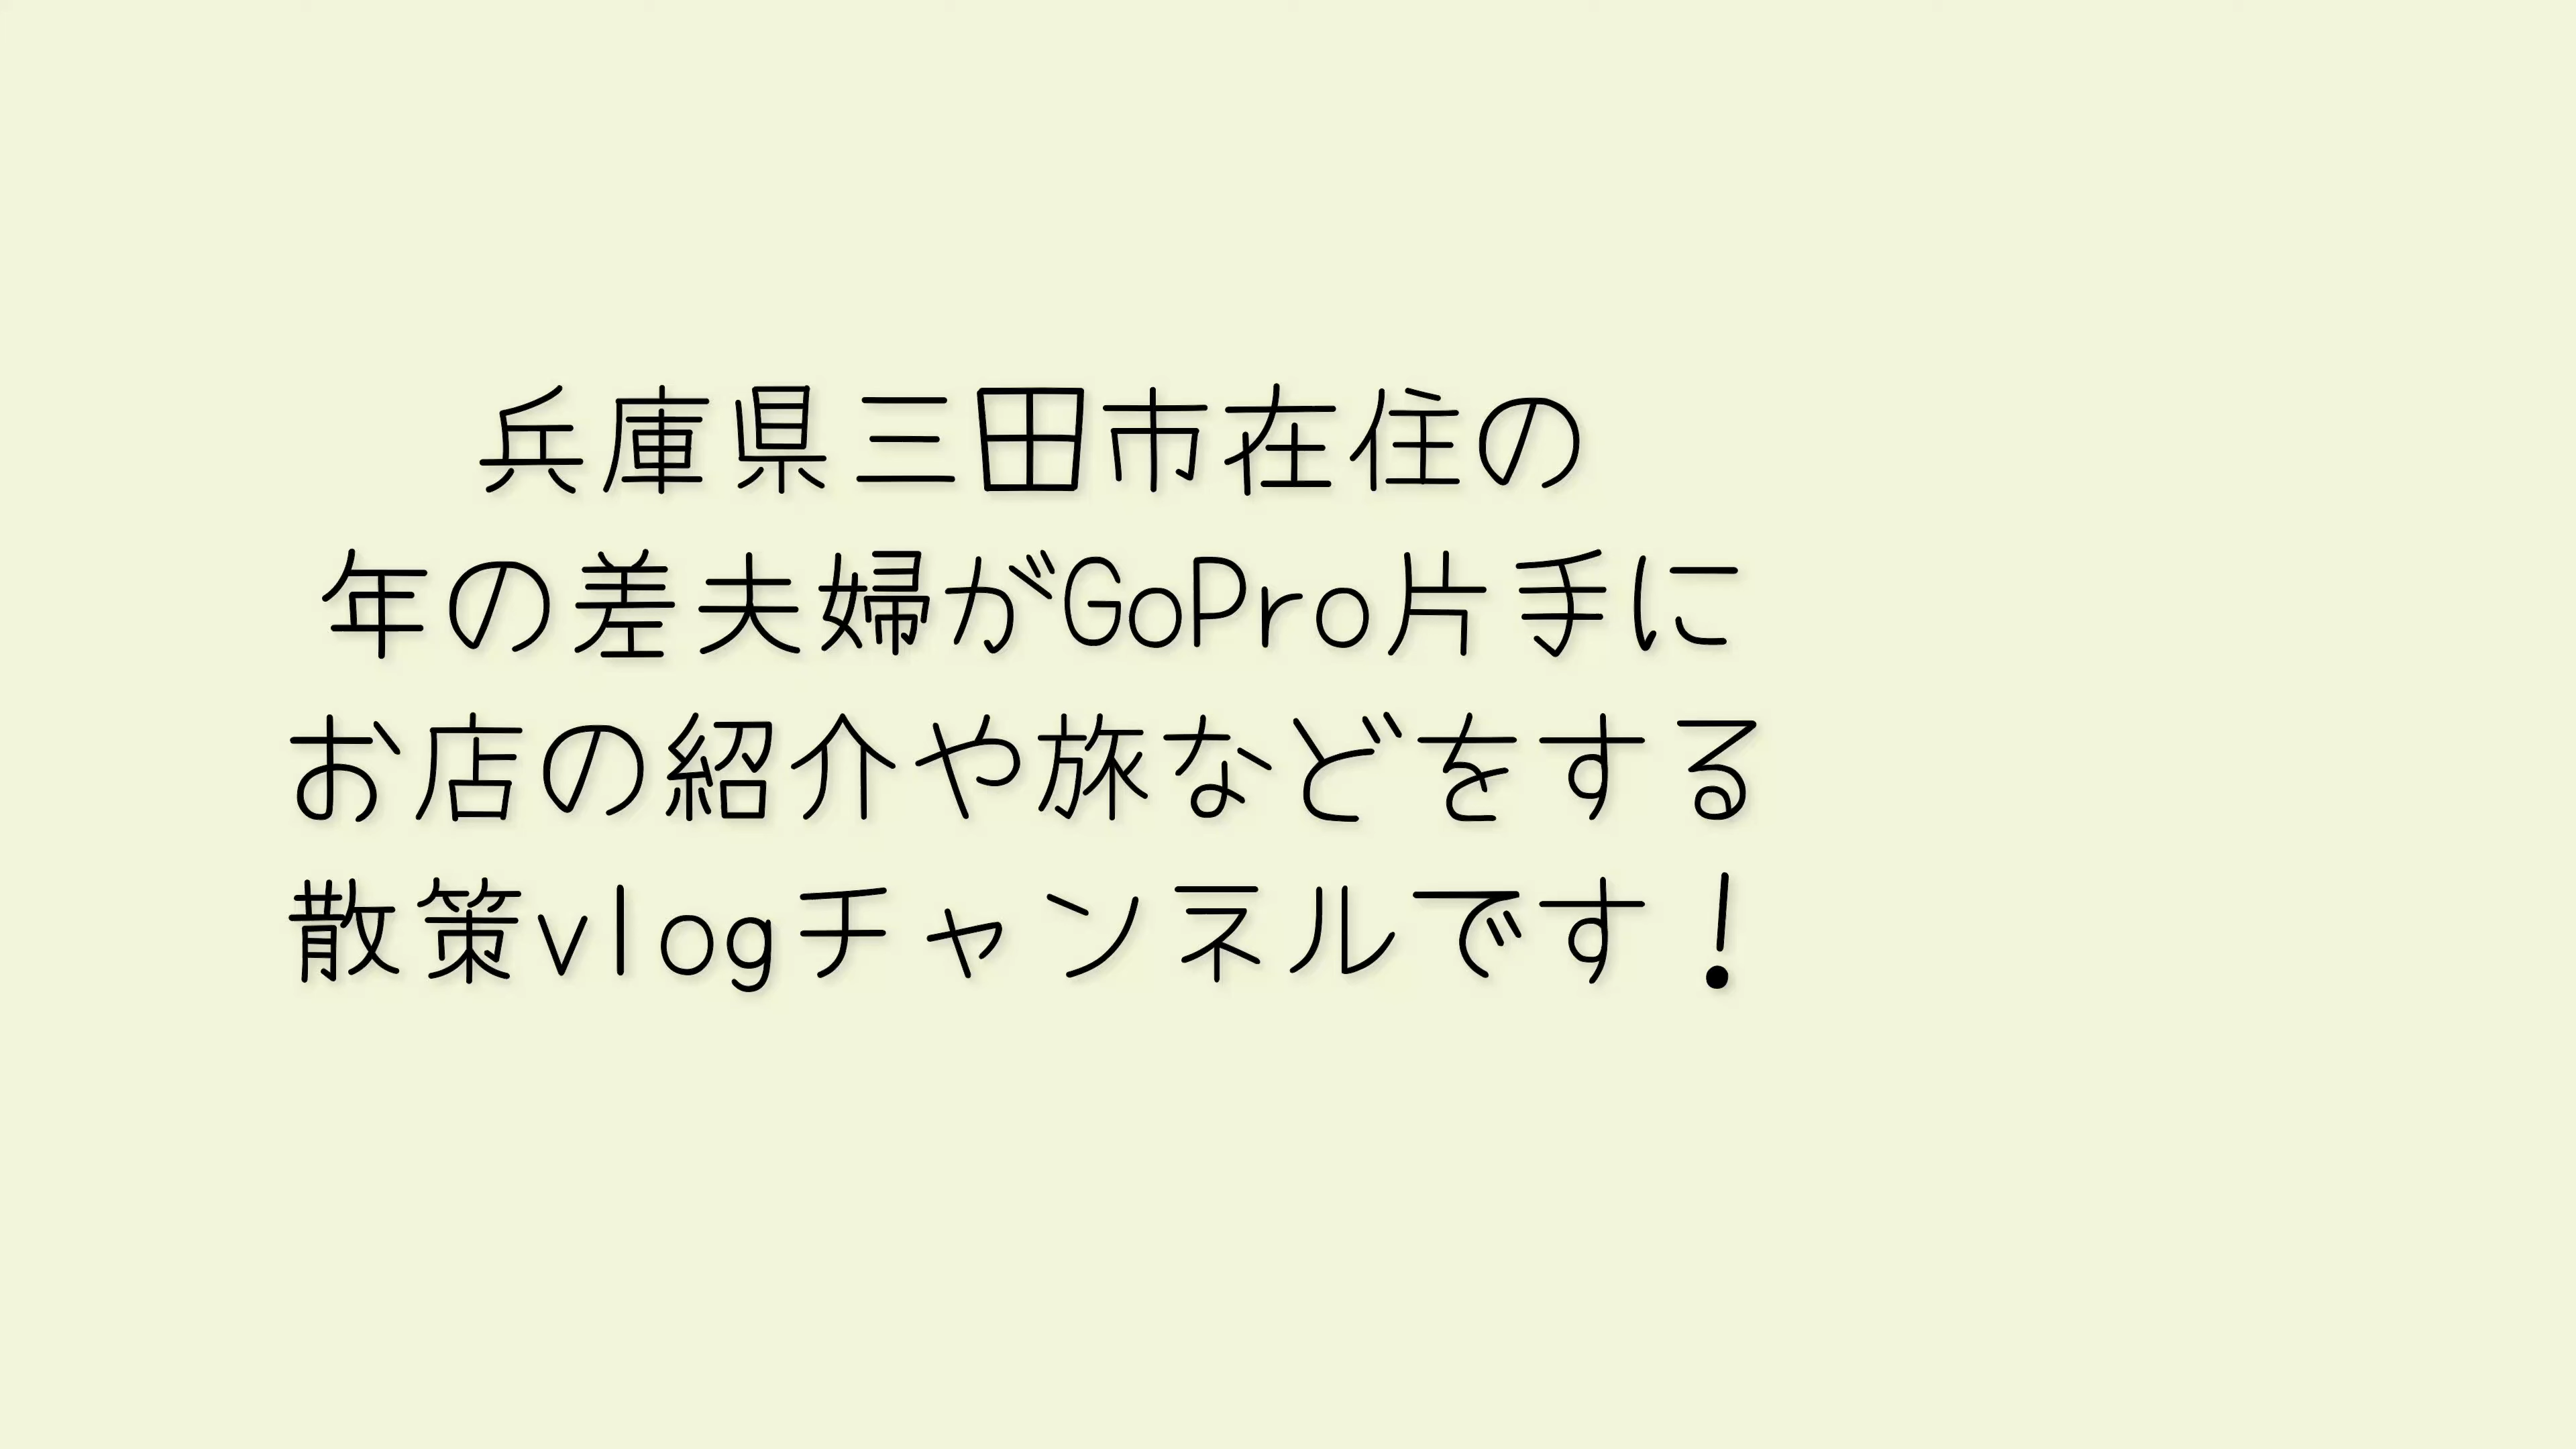 兵庫県三田市在住の
年の差夫婦がGoPro片手に
お店の紹介や旅などをする
散策vlogチャンネルです！